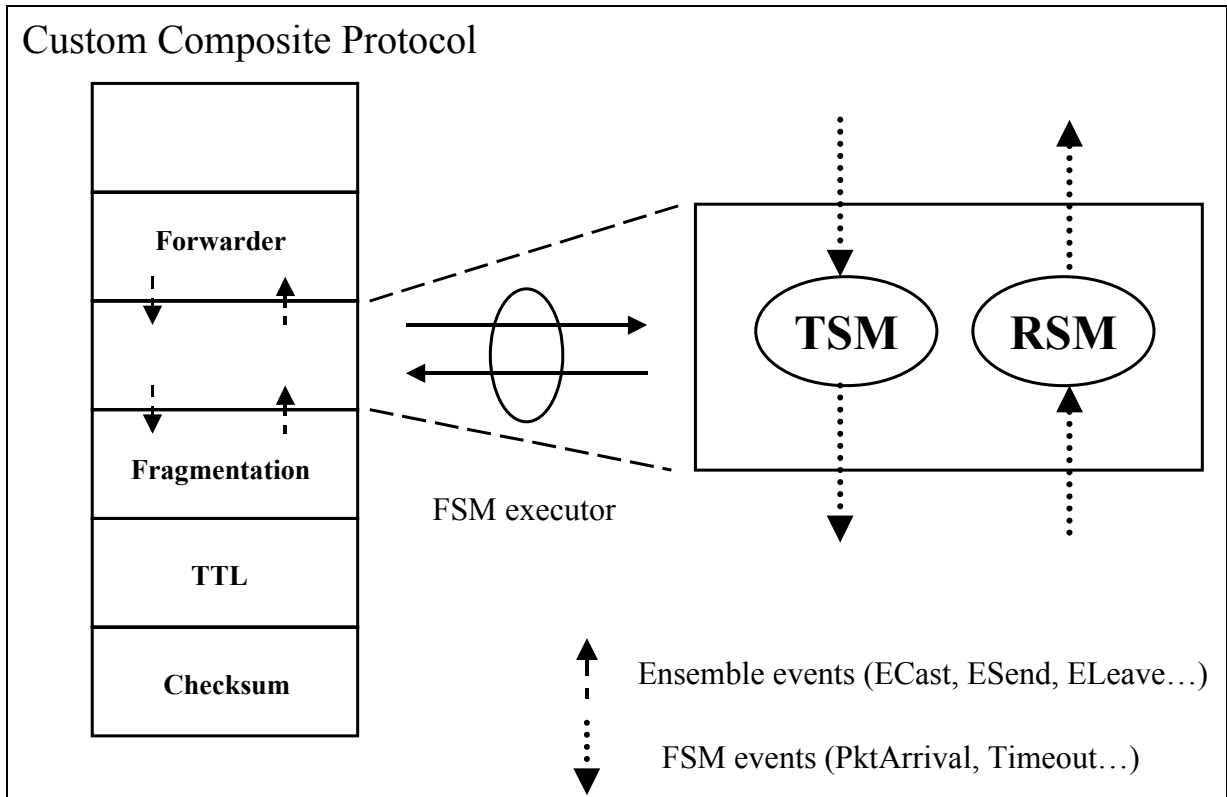 Custom Composite Protocol
Forwarder
TSM
RSM
Fragmentation
FSM executor
TTL
Checksum
Ensemble events (ECast, ESend, ELeave…)
FSM events (PktArrival, Timeout…)